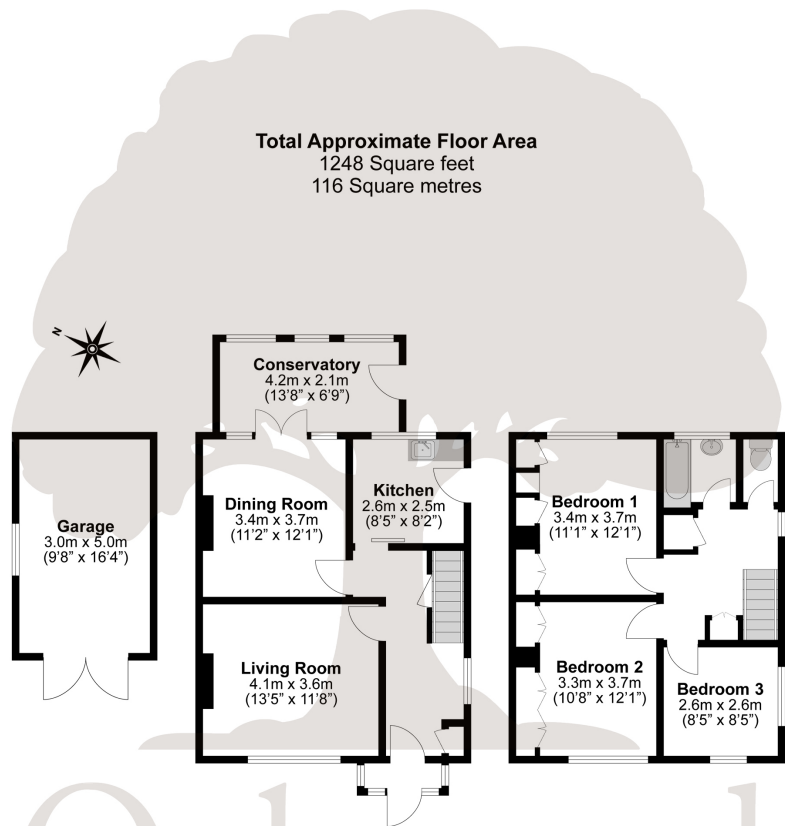 Total Approximate Floor Area
1248 Square feet
116 Square metres
N
Conservatory
4.2m x 2.1m
(13'8" x 6'9")
Garage
3.0m x 5.0m
(9'8" x 16'4")
Dining Room
3.4m x 3.7m
(11'2" x 12'1")
Kitchen
2.6m x 2.5m
(8'5" x 8'2")
Living Room
4.1m x 3.6m
(13'5" x 11'8")
Bedroom 1
3.4m x 3.7m
(11'1" x 12'1")
Bedroom 2
3.3m x 3.7m
(10'8" x 12'1")
Bedroom 3
2.6m x 2.6m
(8'5" x 8'5")